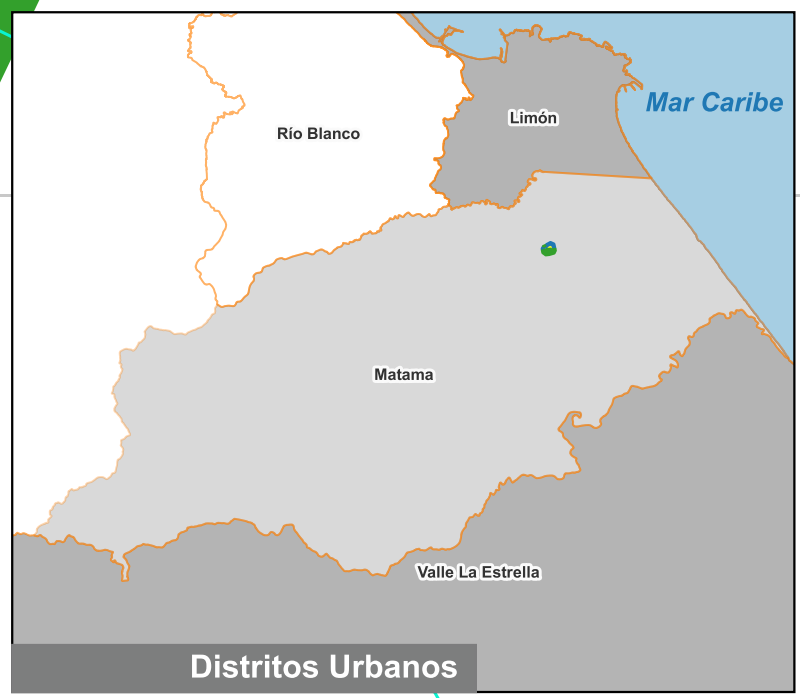 Mar Caribe
Limón
Río Blanco
Matama
Valle La Estrella
Distritos Urbanos